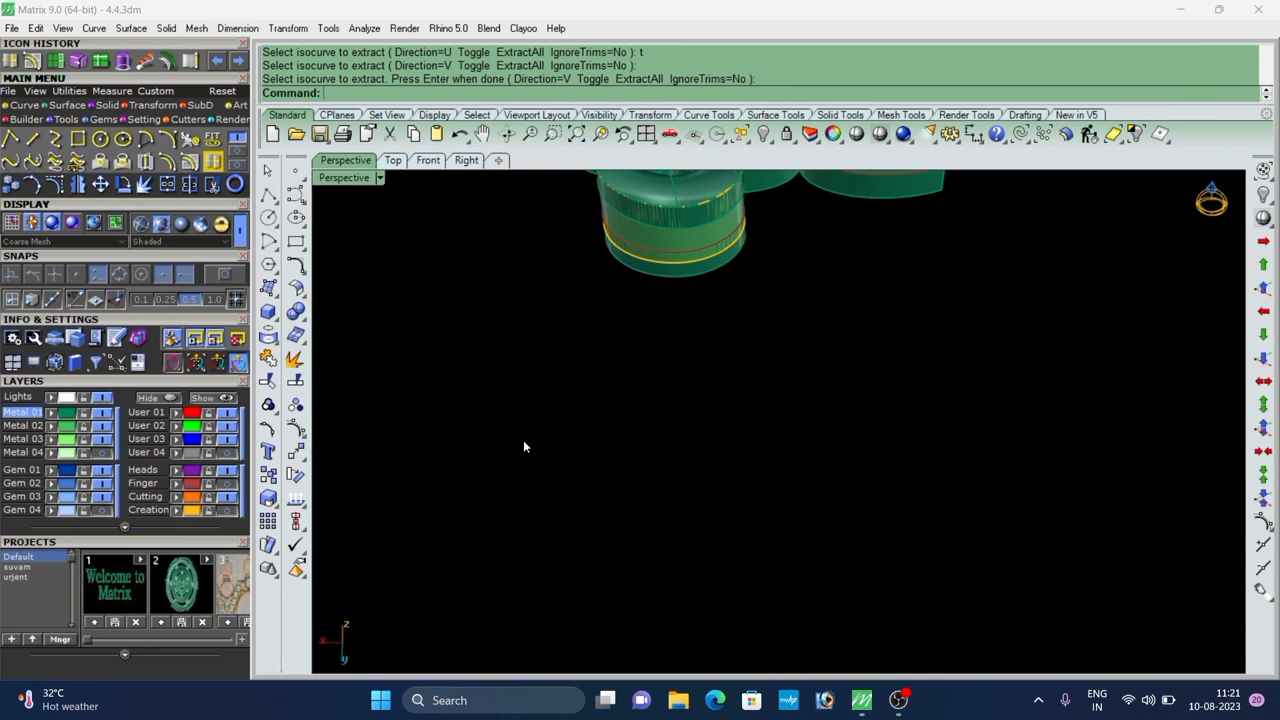 Matrix 9.0 (64-bit) - 4.4.3dm
File Edit View Curve Surface Solid Mesh Dimension Transform Tools Analyze Render Rhino 5.0 Blend Clayoo Help
ICON HISTORY
Select isocurve to extract ( Direction=U Toggle ExtractAll IgnoreTrims=No ): t
Select isocurve to extract ( Direction=V Toggle ExtractAll IgnoreTrims=No ):
Select isocurve to extract. Press Enter when done ( Direction=V Toggle ExtractAll IgnoreTrims=No ):
Command:
MAIN MENU
File View Utilities Measure Custom Reset
Curve Surface Solid Transform SubD Art
Builder Tools Gems Setting Cutters Render
Standard CPlanes Set View Display Select Viewport Layout Visibility Transform Curve Tools Surface Tools Solid Tools Mesh Tools Render Tools Drafting New in V5
FIT
Perspective Top Front Right
Perspective
DISPLAY
Coarse Mesh Shaded
SNAPS
0.1 0.25 0.5 1.0
INFO & SETTINGS
LAYERS
Lights Hide Show
Metal 01 User 01
Metal 02 User 02
Metal 03 User 03
Metal 04 User 04
Gem 01 Heads
Gem 02 Finger
Gem 03 Cutting
Gem 04 Creation
PROJECTS
Default
suvam
urjent
1 2 3
Welcome to
Matrix
Mngr
z
x
y
32°C
Hot weather
Search
hp
ENG
IN
11:21
10-08-2023
20